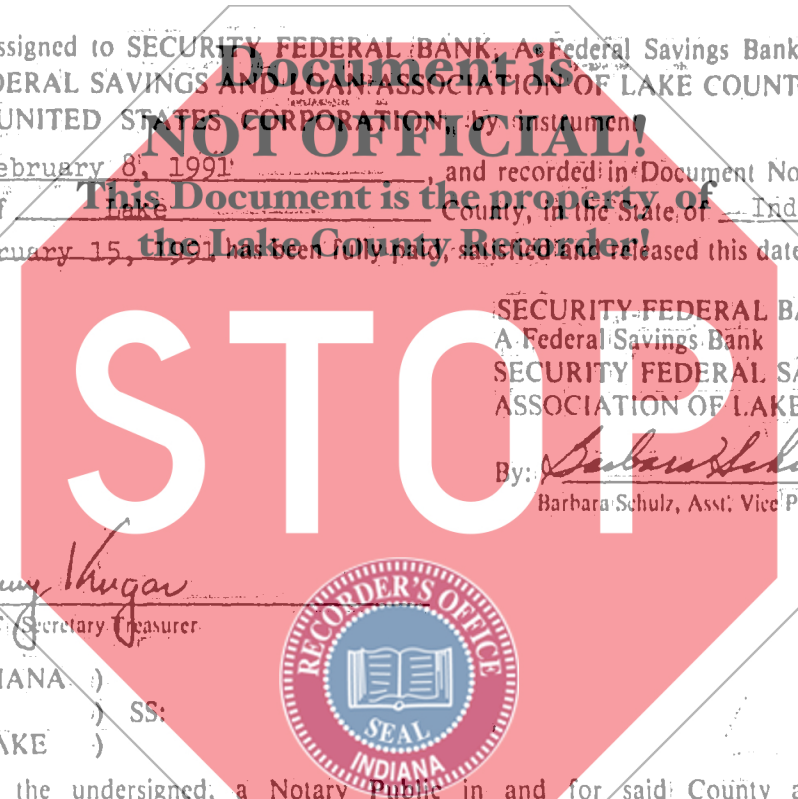 ssigned to SECURITY FEDERAL BANK, A Federal Savings Bank
DERAL SAVINGS AND LOAN ASSOCIATION OF LAKE COUNT
Document is
UNITED STATES CORPORATION, by instrument
NOT OFFICIAL!
ebruary 8, 1991, and recorded in Document No
This Document is the property of
f Lake County, in the State of Ind
the Lake County Recorder!
ruary 15, 1991 has been fully paid, satisfied and released this date
SECURITY FEDERAL BA
A Federal Savings Bank
SECURITY FEDERAL SA
ASSOCIATION OF LAKE
STOP
By:
Barbara Schulz, Asst. Vice P
Secretary Treasurer
RECORDER'S OFFICE
SEAL
INDIANA
IANA )
) SS:
AKE )
the undersigned, a Notary Public in and for said County a